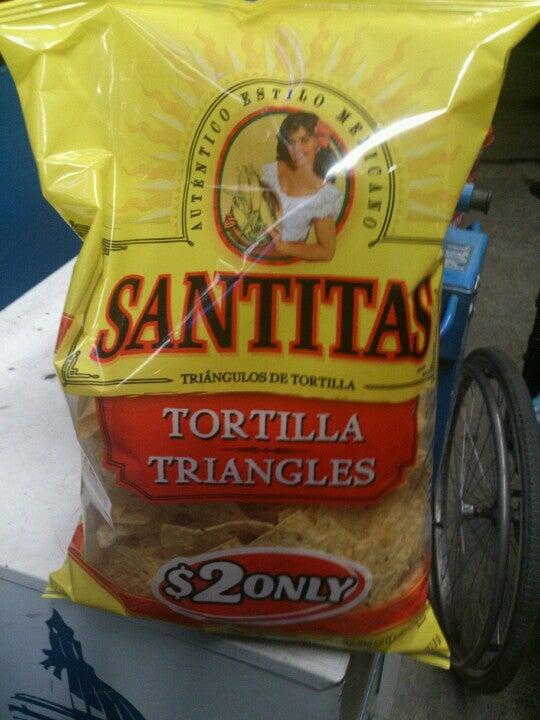 AUTÉNTICO ESTILO MEXICANO
SANTITAS
TRIÁNGULOS DE TORTILLA
TORTILLA
TRIANGLES
$2 ONLY